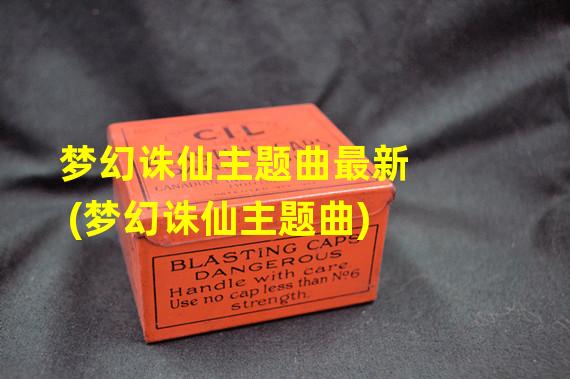 CIL
梦幻诛仙主题曲最新
(梦幻诛仙主题曲)
BLASTING CAPS
DANGEROUS
Handle with care
Use no cap less than No6
strength.